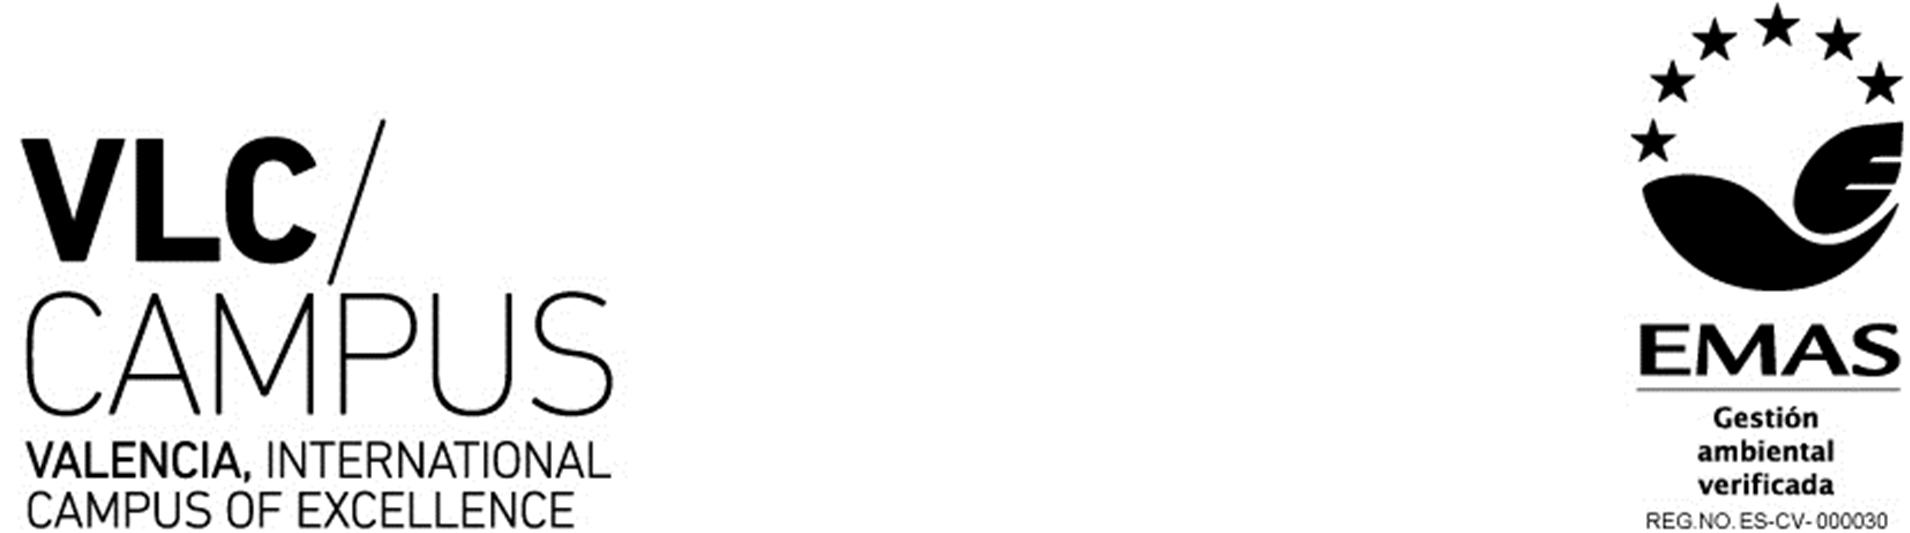 VLC/
CAMPUS
VALENCIA, INTERNATIONAL
CAMPUS OF EXCELLENCE
EMAS
Gestión
ambiental
verificada
REG.NO. ES-CV- 000030